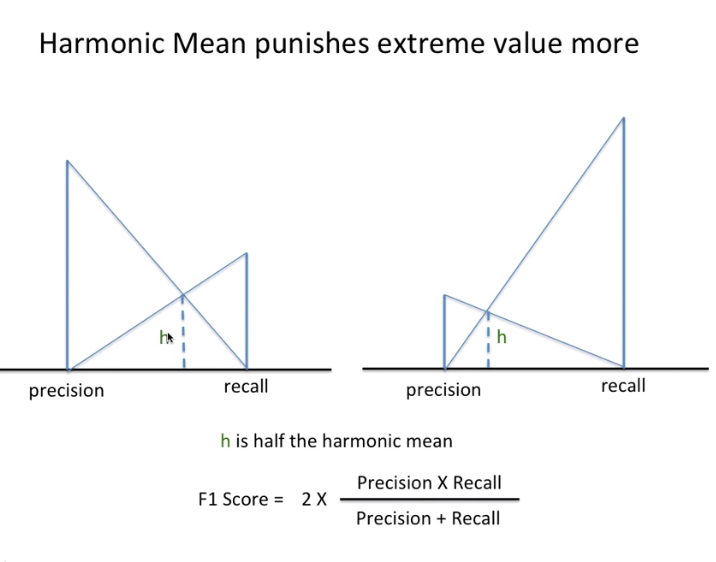 Harmonic Mean punishes extreme value more
h
h
precision
recall
precision
recall
h is half the harmonic mean
F1 Score = 2 X
Precision X Recall
Precision + Recall